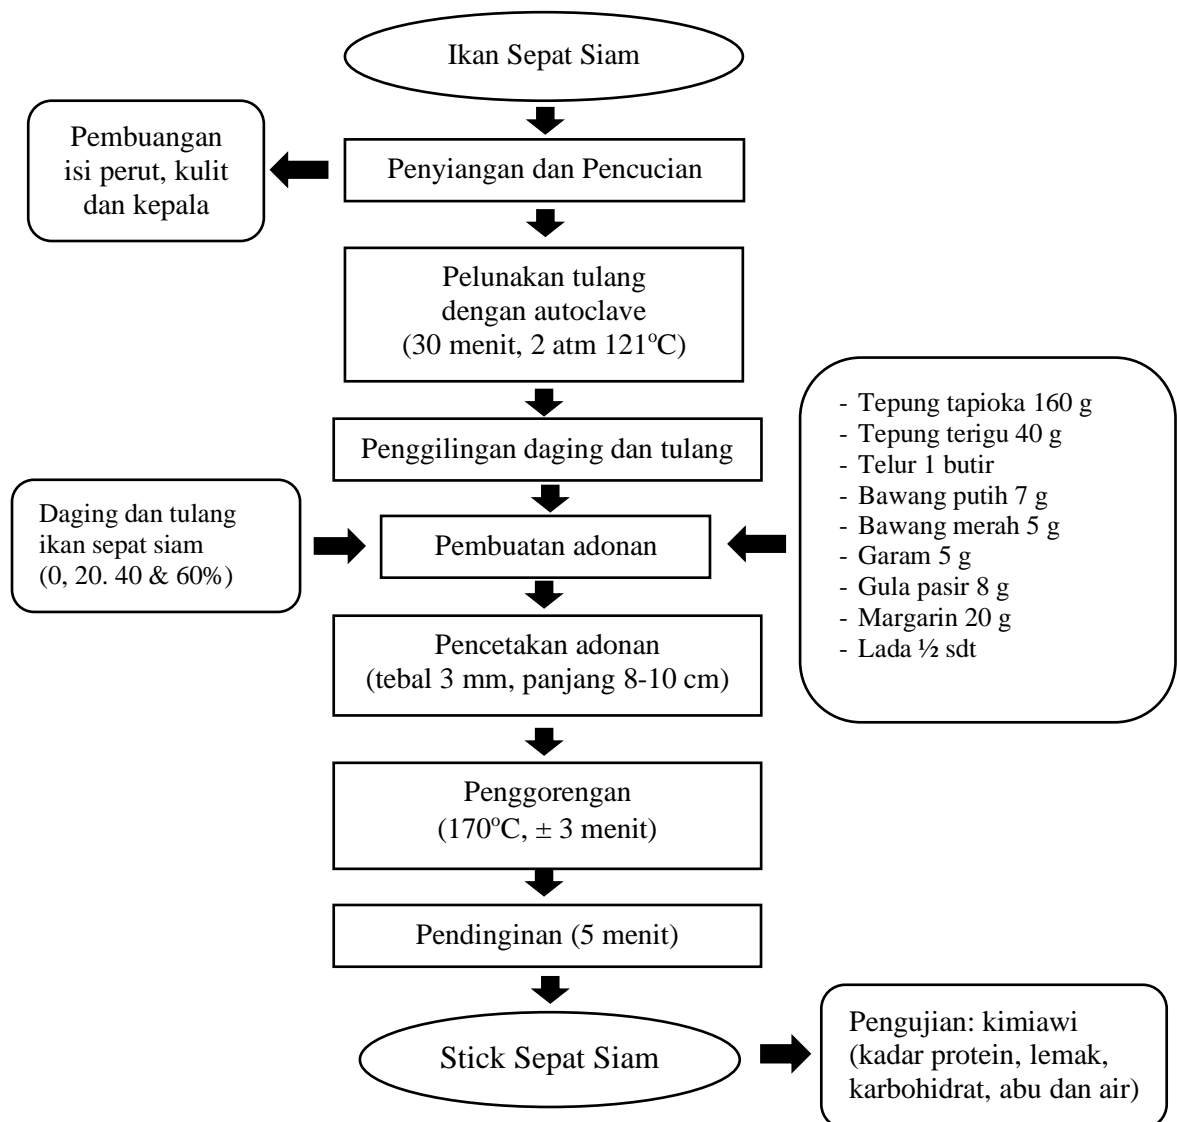 Ikan Sepat Siam
Pembuangan
isi perut, kulit
dan kepala
Penyiangan dan Pencucian
Pelunakan tulang
dengan autoclave
(30 menit, 2 atm 121°C)
Penggilingan daging dan tulang
- Tepung tapioka 160 g
- Tepung terigu 40 g
- Telur 1 butir
- Bawang putih 7 g
- Bawang merah 5 g
- Garam 5 g
- Gula pasir 8 g
- Margarin 20 g
- Lada ½ sdt
Daging dan tulang
ikan sepat siam
(0, 20. 40 & 60%)
Pembuatan adonan
Pencetakan adonan
(tebal 3 mm, panjang 8-10 cm)
Penggorengan
(170°C, ± 3 menit)
Pendinginan (5 menit)
Stick Sepat Siam
Pengujian: kimiawi
(kadar protein, lemak,
karbohidrat, abu dan air)